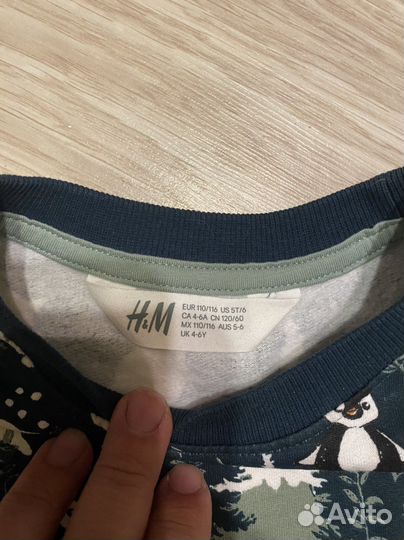 H&M
EUR 110/116 US 5T/6
CA 4-6A CN 120/60
MX 110/116 AUS 5-6
UK 4-6Y
Avito